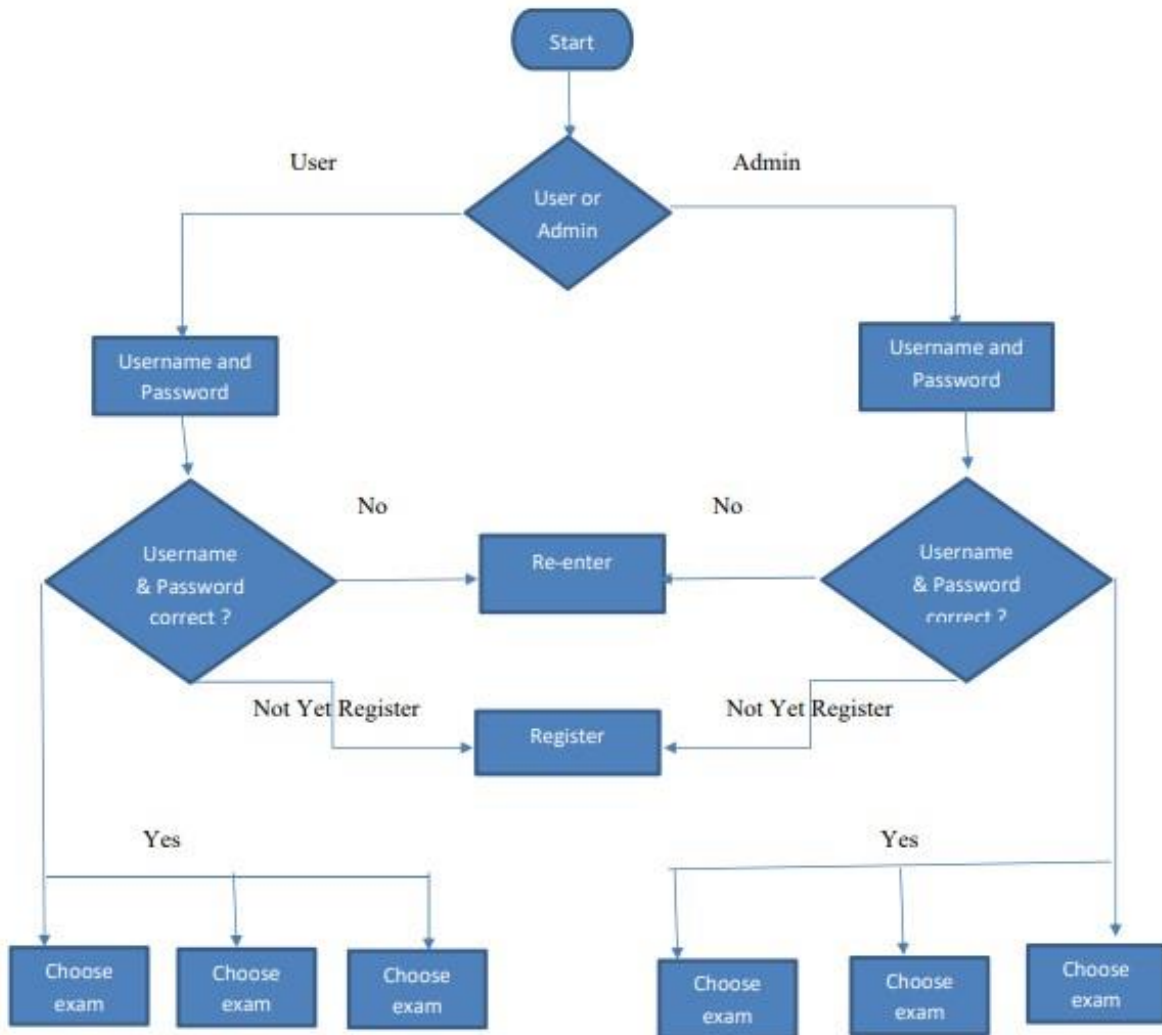 Start
User
Admin
User or
Admin
Username and
Password
Username and
Password
No
No
Username
& Password
correct ?
Re-enter
Username
& Password
correct ?
Not Yet Register
Not Yet Register
Register
Yes
Yes
Choose
exam
Choose
exam
Choose
exam
Choose
exam
Choose
exam
Choose
exam